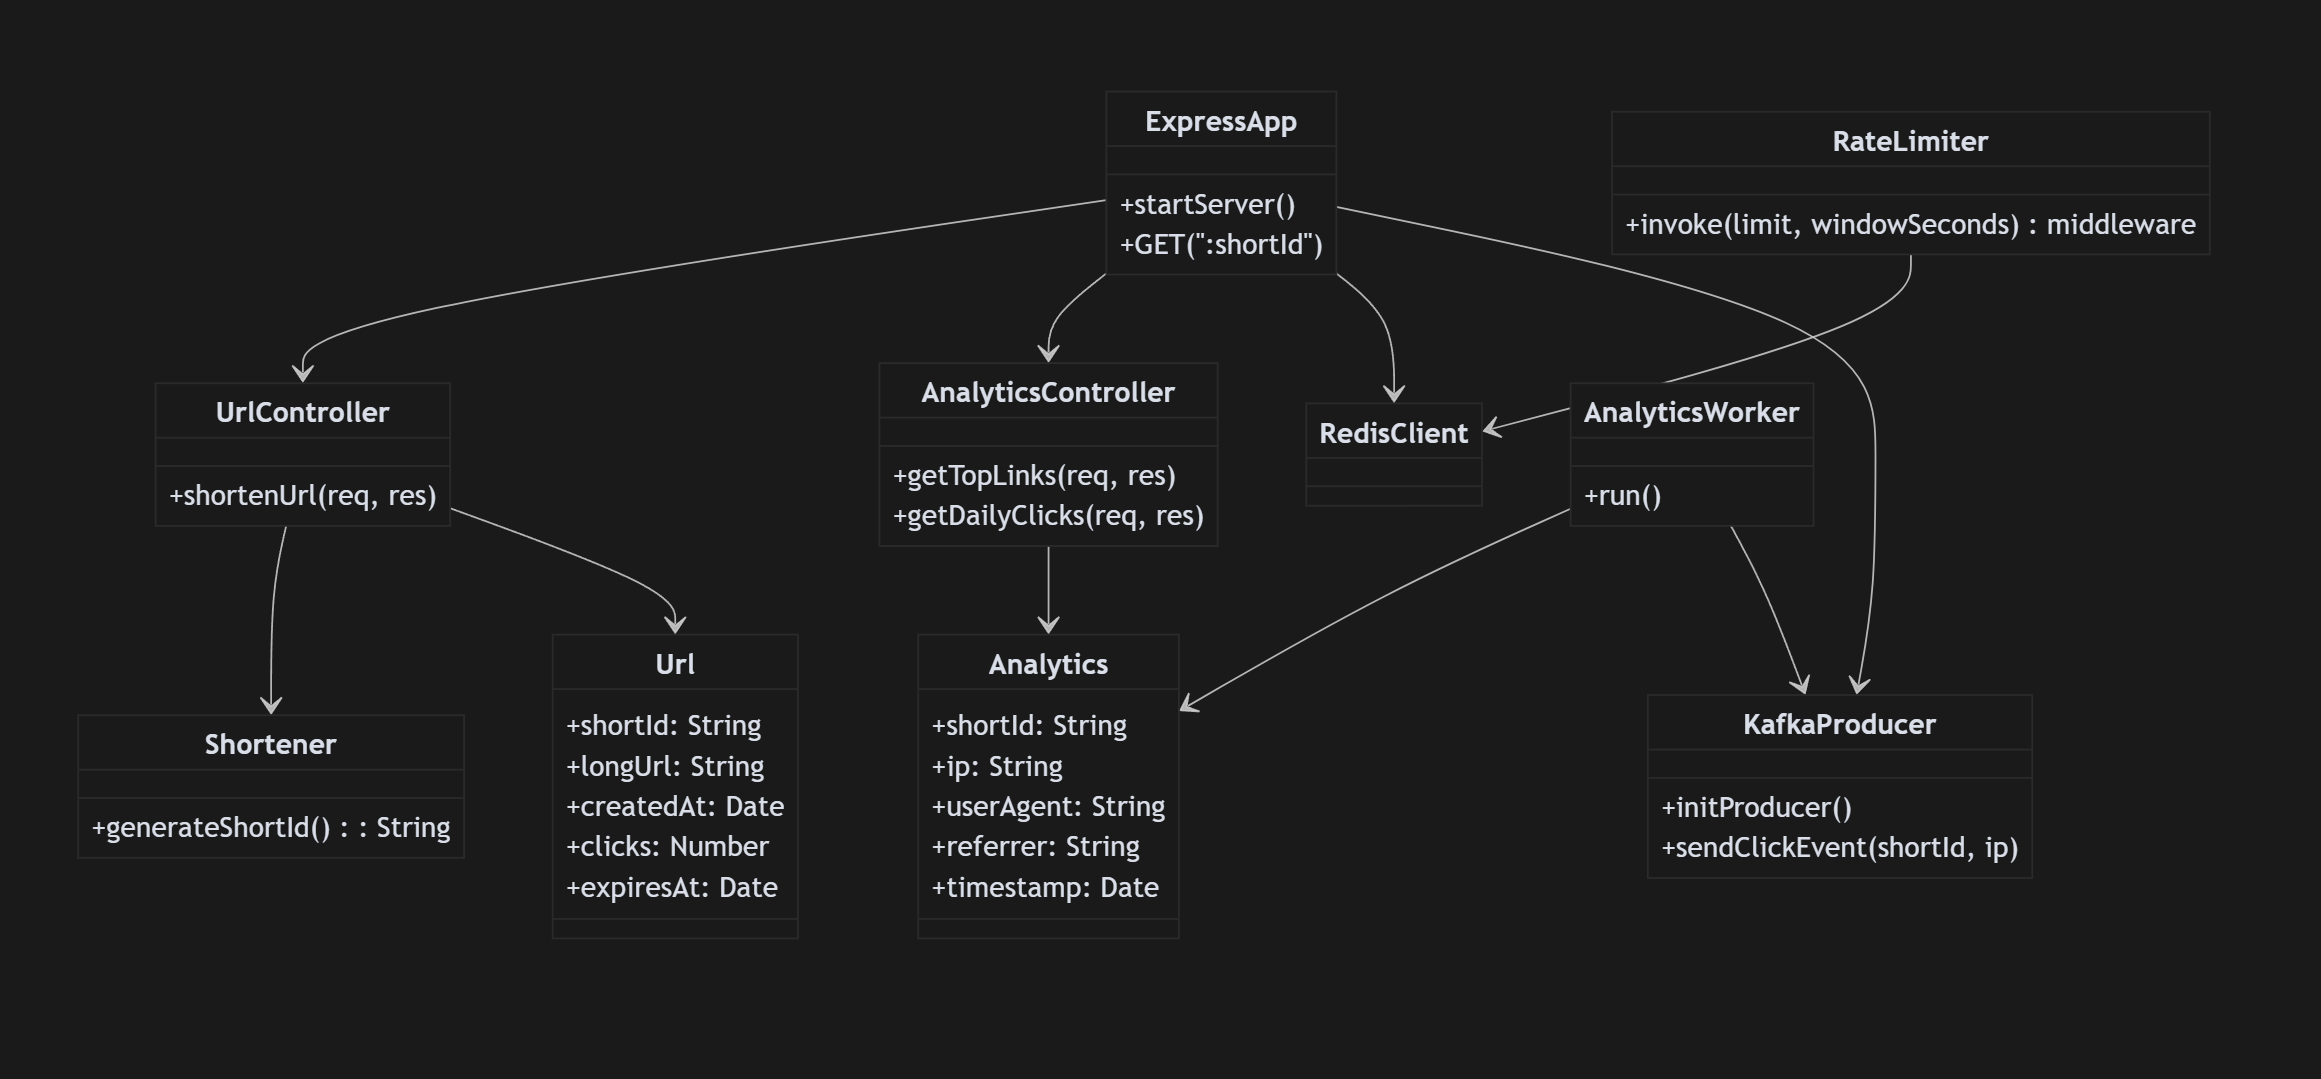 ExpressApp
+startServer()
+GET(":shortId")
RateLimiter
+invoke(limit, windowSeconds) : middleware
UrlController
+shortenUrl(req, res)
AnalyticsController
+getTopLinks(req, res)
+getDailyClicks(req, res)
RedisClient
AnalyticsWorker
+run()
Shortener
+generateShortId() : : String
Url
+shortId: String
+longUrl: String
+createdAt: Date
+clicks: Number
+expiresAt: Date
Analytics
+shortId: String
+ip: String
+userAgent: String
+referrer: String
+timestamp: Date
KafkaProducer
+initProducer()
+sendClickEvent(shortId, ip)